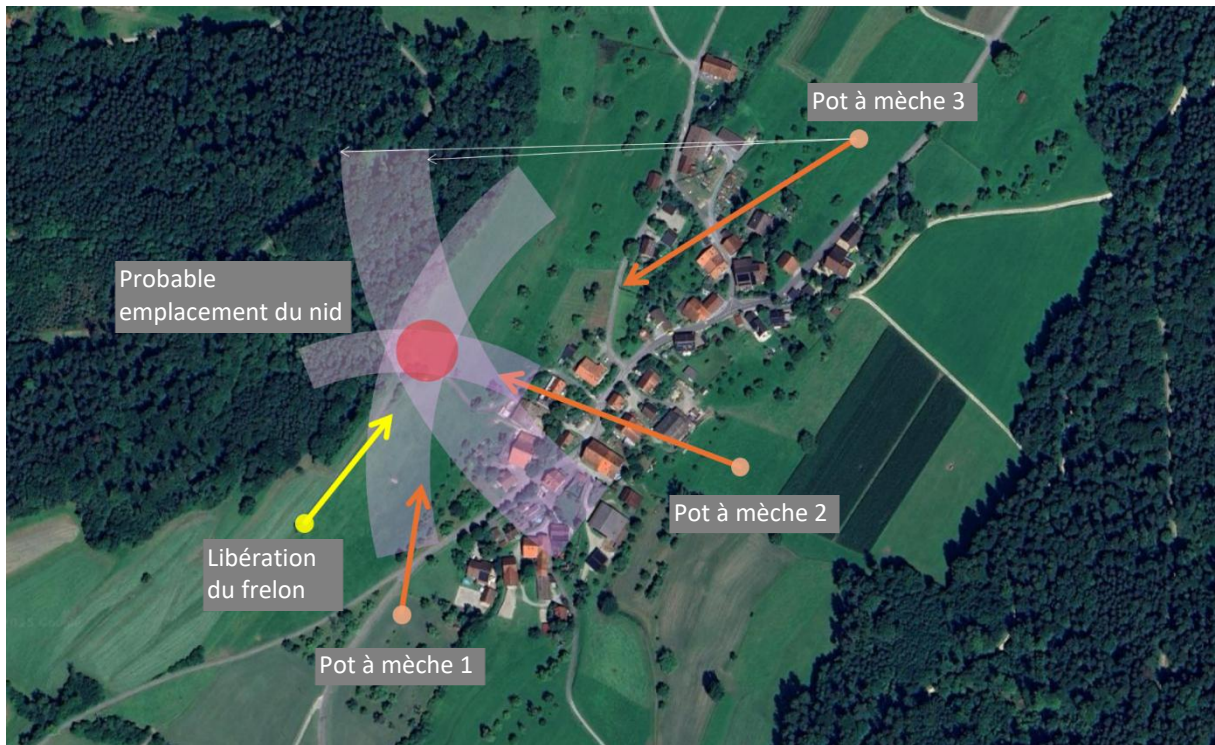 Pot à mèche 3
Probable
emplacement du nid
Pot à mèche 2
Libération
du frelon
Pot à mèche 1